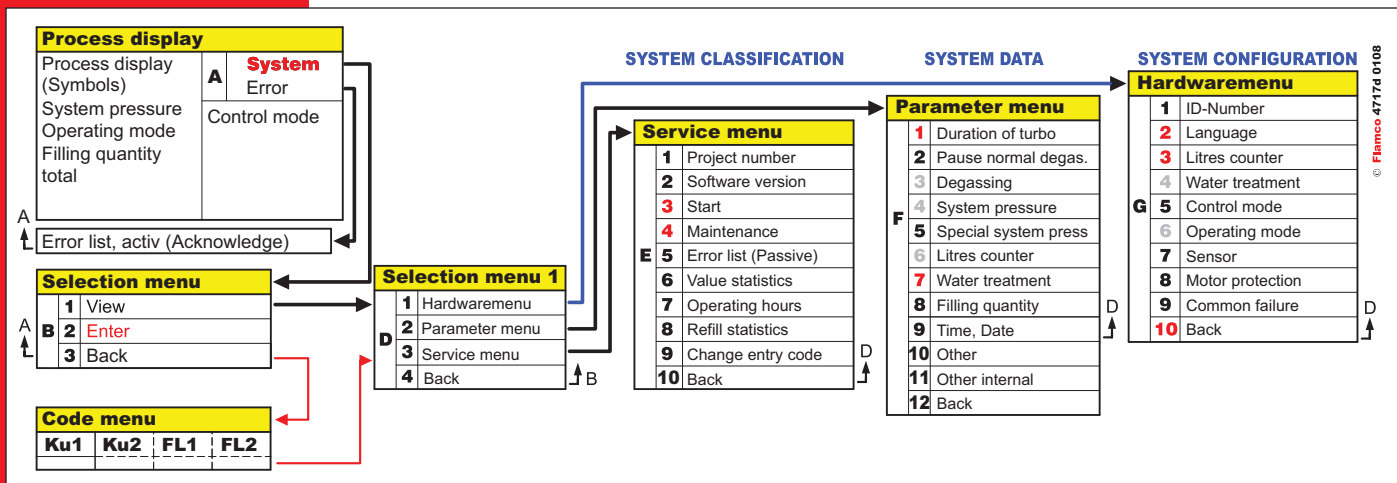 Process display
Process display
(Symbols)
System pressure
Operating mode
Filling quantity
total
A
System
Error
Control mode
A
Error list, activ (Acknowledge)
Selection menu
A
B
1 View
2 Enter
3 Back
Code menu
Ku1 Ku2 FL1 FL2
Selection menu 1
D
1 Hardwaremenu
2 Parameter menu
3 Service menu
4 Back
B
SYSTEM CLASSIFICATION
Service menu
E
1 Project number
2 Software version
3 Start
4 Maintenance
5 Error list (Passive)
6 Value statistics
7 Operating hours
8 Refill statistics
9 Change entry code
10 Back
D
SYSTEM DATA
Parameter menu
F
1 Duration of turbo
2 Pause normal degas.
3 Degassing
4 System pressure
5 Special system press
6 Litres counter
7 Water treatment
8 Filling quantity
9 Time, Date
10 Other
11 Other internal
12 Back
D
SYSTEM CONFIGURATION
Hardwaremenu
G
1 ID-Number
2 Language
3 Litres counter
4 Water treatment
5 Control mode
6 Operating mode
7 Sensor
8 Motor protection
9 Common failure
10 Back
D
© Flamco 4717d 0108